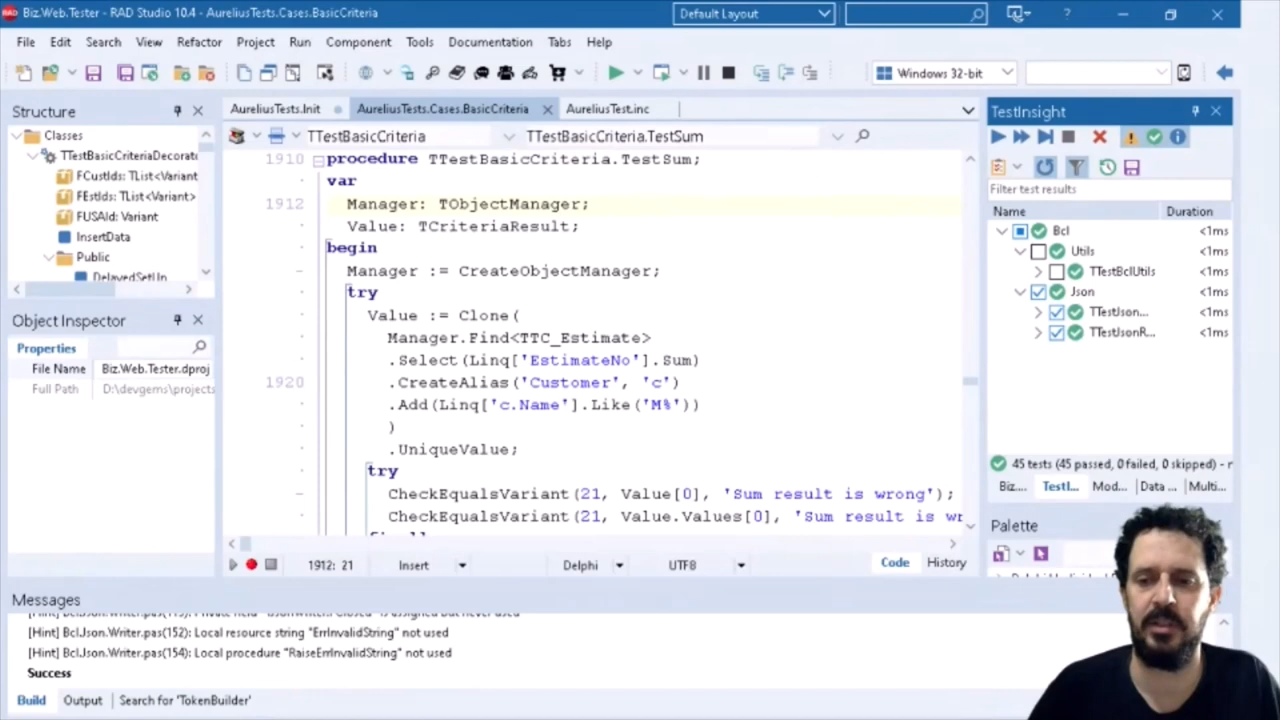 Biz.Web.Tester - RAD Studio 10.4 - AureliusTests.Cases.BasicCriteria
Default Layout
File Edit Search View Refactor Project Run Component Tools Documentation Tabs Help
Windows 32-bit
Structure
Classes
TTestBasicCriteriaDecorati
FCustIds: TList<Variant
FEstIds: TList<Variant>
FUSAId: Variant
InsertData
Public
DelayedSetUp
Object Inspector
Properties
File Name Biz.Web.Tester.dproj
Full Path D:\devgems\projects
AureliusTests.Init AureliusTests.Cases.BasicCriteria AureliusTest.inc
TTestBasicCriteria TTestBasicCriteria.TestSum
1910 procedure TTestBasicCriteria.TestSum;
var
1912 Manager: TObjectManager;
Value: TCriteriaResult;
begin
Manager := CreateObjectManager;
try
Value := Clone(
Manager.Find<TTC_Estimate>
.Select(Linq['EstimateNo'].Sum)
1920 .CreateAlias('Customer', 'c')
.Add(Linq['c.Name'].Like('M%'))
)
.UniqueValue;
try
CheckEqualsVariant(21, Value[0], 'Sum result is wrong');
CheckEqualsVariant(21, Value.Values[0], 'Sum result is wr
finally
1912: 21 Insert Delphi UTF8 Code History
TestInsight
Filter test results
Name Duration
Bcl <1ms
Utils <1ms
TTestBclUtils <1ms
Json <1ms
TTestJson... <1ms
TTestJsonR... <1ms
45 tests (45 passed, 0 failed, 0 skipped) - r
Biz.... TestI... Mod... Data ... Multi...
Palette
Messages
[Hint] Bcl.Json.Writer.pas(152): Local resource string "ErrInvalidString" not used
[Hint] Bcl.Json.Writer.pas(154): Local procedure "RaiseErrInvalidString" not used
Success
Build Output Search for 'TokenBuilder'